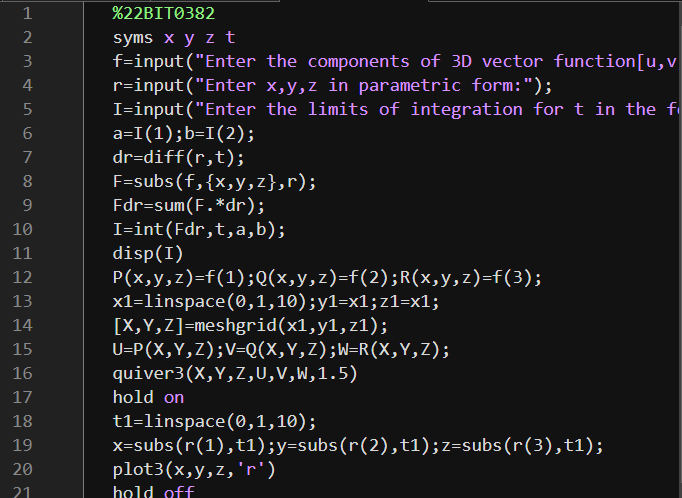 1 %22BIT0382
2 syms x y z t
3 f=input("Enter the components of 3D vector function[u,v
4 r=input("Enter x,y,z in parametric form:");
5 I=input("Enter the limits of integration for t in the fo
6 a=I(1);b=I(2);
7 dr=diff(r,t);
8 F=subs(f,{x,y,z},r);
9 Fdr=sum(F.*dr);
10 I=int(Fdr,t,a,b);
11 disp(I)
12 P(x,y,z)=f(1);Q(x,y,z)=f(2);R(x,y,z)=f(3);
13 x1=linspace(0,1,10);y1=x1;z1=x1;
14 [X,Y,Z]=meshgrid(x1,y1,z1);
15 U=P(X,Y,Z);V=Q(X,Y,Z);W=R(X,Y,Z);
16 quiver3(X,Y,Z,U,V,W,1.5)
17 hold on
18 t1=linspace(0,1,10);
19 x=subs(r(1),t1);y=subs(r(2),t1);z=subs(r(3),t1);
20 plot3(x,y,z,'r')
21 hold off